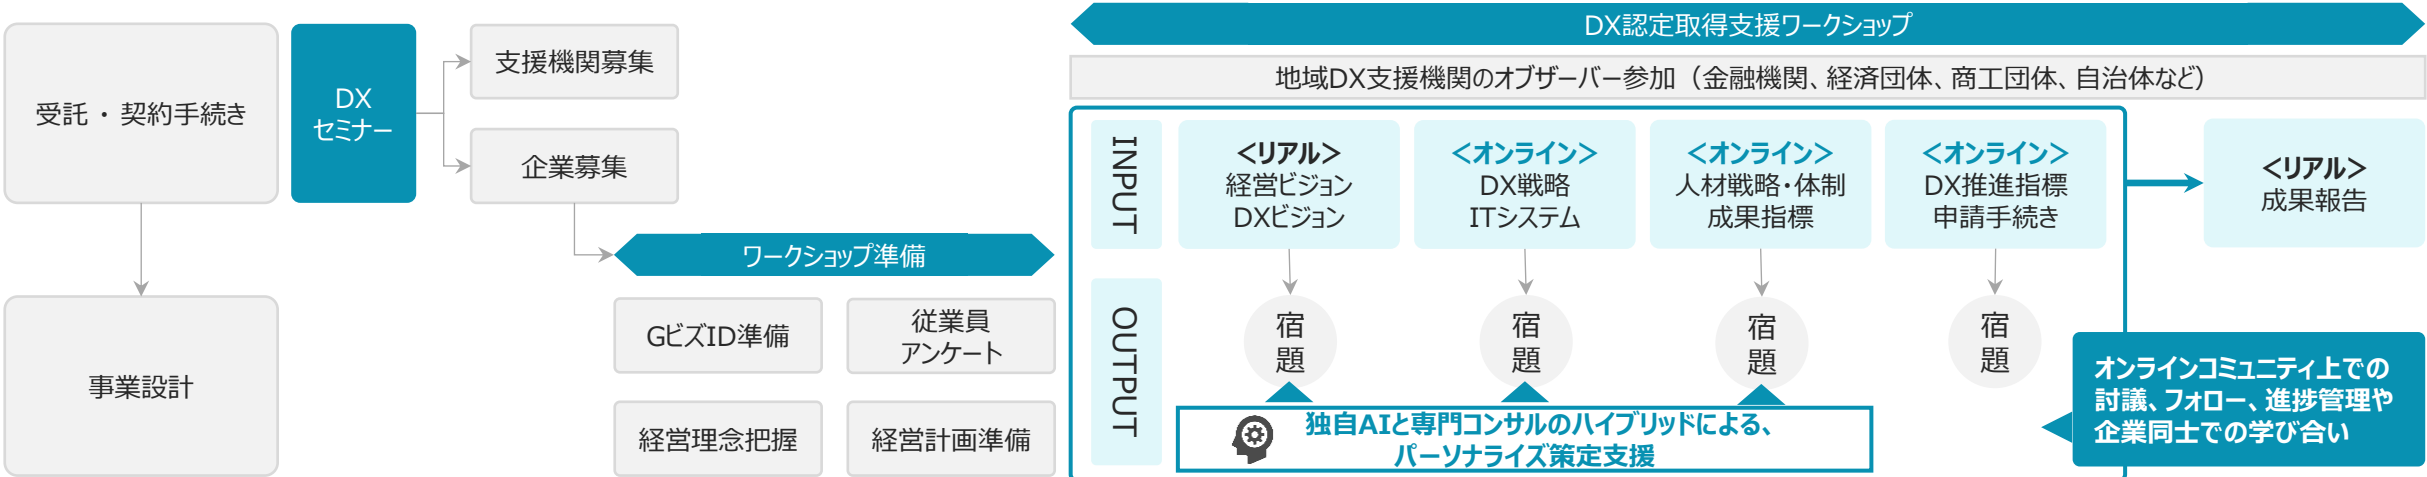 受託・契約手続き
事業設計
DX
セミナー
支援機関募集
企業募集
ワークショップ準備
GビズID準備
従業員
アンケート
経営理念把握
経営計画準備
DX認定取得支援ワークショップ
地域DX支援機関のオブザーバー参加（金融機関、経済団体、商工団体、自治体など）
INPUT
<リアル>
経営ビジョン
DXビジョン
<オンライン>
DX戦略
ITシステム
<オンライン>
人材戦略・体制
成果指標
<オンライン>
DX推進指標
申請手続き
<リアル>
成果報告
OUTPUT
宿題
宿題
宿題
宿題
独自AIと専門コンサルのハイブリッドによる、
パーソナライズ策定支援
オンラインコミュニティ上での
討議、フォロー、進捗管理や
企業同士での学び合い